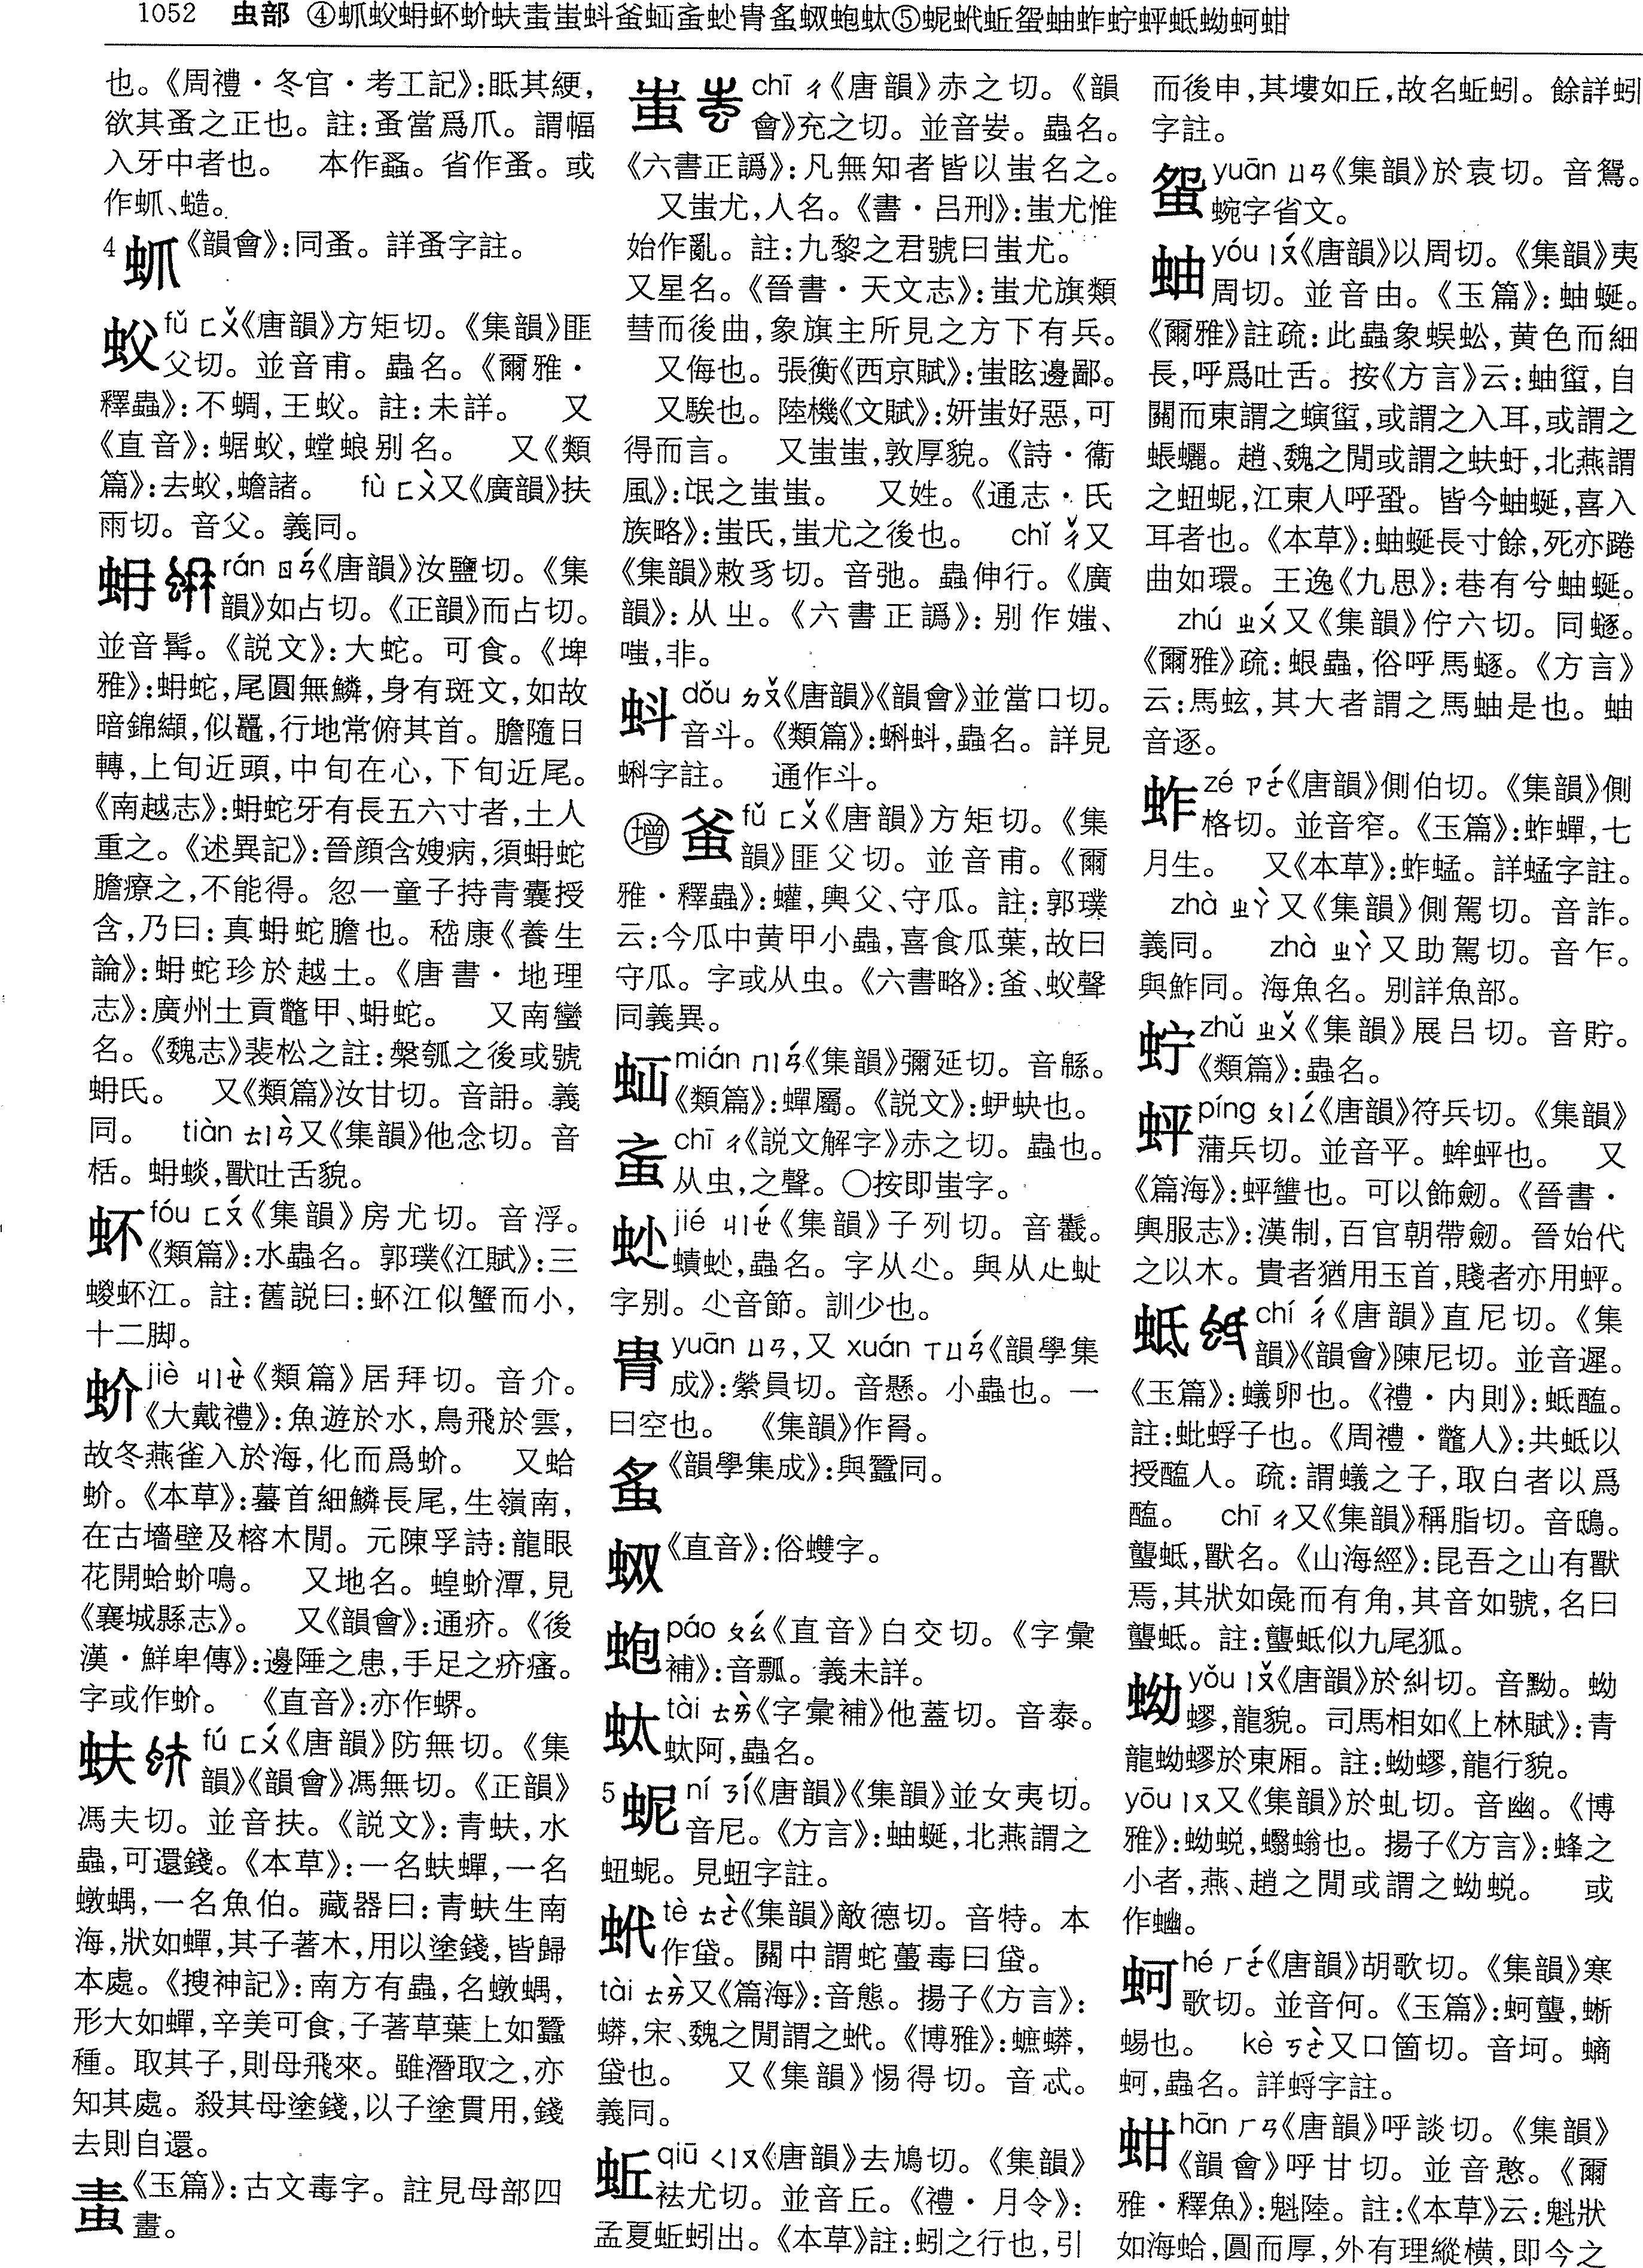 1052 虫部 ④蚔蚥蚦蚽蚧蚨𧉅蚩蚪𧉊𧉑䖝𧉧𧉗䖢䖡蚫𧉟⑤蚭蚮蚯䖤蚰蚱䖢蚲蚳蚴蚵蚶
也。《周禮·冬官·考工記》:眡其綆,
欲其蚤之正也。註:蚤當爲爪。謂幅
入牙中者也。 本作蝨。省作蚤。或
作蚔、螘。
4 《韻會》:同蚤。詳蚤字註。
蚥 fǔ ㄈㄨˇ《唐韻》方矩切。《集韻》匪
父切。並音甫。蟲名。《爾雅·
釋蟲》:不蜩,王蚥。註:未詳。 又
《直音》:蜛蚥,螳蜋别名。 又《類
篇》:去蚥,蟾諸。 fù ㄈㄨˋ又《廣韻》扶
雨切。音父。義同。
蚦 rán ㄖㄢˊ《唐韻》汝鹽切。《集
韻》如占切。《正韻》而占切。
並音髯。《説文》:大蛇。可食。《埤
雅》:蚦蛇,尾圓無鱗,身有斑文,如故
暗錦纈,似鼉,行地常俯其首。膽隨日
轉,上旬近頭,中旬在心,下旬近尾。
《南越志》:蚦蛇牙有長五六寸者,土人
重之。《述異記》:晉顔含嫂病,須蚦蛇
膽療之,不能得。忽一童子持青囊授
含,乃曰:真蚦蛇膽也。嵇康《養生
論》:蚦蛇珍於越土。《唐書·地理
志》:廣州土貢鼈甲、蚦蛇。 又南蠻
名。《魏志》裴松之註:槃瓠之後或號
蚦氏。 又《類篇》汝甘切。音𧦧。義
同。 tiàn ㄊㄧㄢˋ又《集韻》他念切。音
栝。蚦䗊,獸吐舌貌。
fóu ㄈㄡˊ《集韻》房尤切。音浮。
《類篇》:水蟲名。郭璞《江賦》:三
蝬虾江。註:舊説曰:虾江似蟹而小,
十二脚。
蚧 jiè ㄐㄧㄝˋ《類篇》居拜切。音介。
《大戴禮》:魚遊於水,鳥飛於雲,
故冬燕雀入於海,化而爲蚧。 又蛤
蚧。《本草》:蟇首細鱗長尾,生嶺南,
在古墻壁及榕木閒。元陳孚詩:龍眼
花開蛤蚧鳴。 又地名。蝗蚧潭,見
《襄城縣志》。 又《韻會》:通疥。《後
漢·鮮卑傳》:邊陲之患,手足之疥瘙。
字或作蚧。 《直音》:亦作𧒚。
蚨 fú ㄈㄨˊ《唐韻》防無切。《集
韻》《韻會》馮無切。《正韻》
馮夫切。並音扶。《説文》:青蚨,水
蟲,可還錢。《本草》:一名蚨蟬,一名
蟱蝸,一名魚伯。藏器曰:青蚨生南
海,狀如蟬,其子著木,用以塗錢,皆歸
本處。《搜神記》:南方有蟲,名蠍蝺,
形大如蟬,辛美可食,子著草葉上如蠶
種。取其子,則母飛來。雖潛取之,亦
知其處。殺其母塗錢,以子塗貫用,錢
去則自還。
《玉篇》:古文毒字。註見母部四
畫。
蚩 chī ㄔ《唐韻》赤之切。《韻
會》充之切。並音媸。蟲名。
《六書正譌》:凡無知者皆以蚩名之。
又蚩尤,人名。《書·吕刑》:蚩尤惟
始作亂。註:九黎之君號曰蚩尤。
又星名。《晉書·天文志》:蚩尤旗類
彗而後曲,象旗主所見之方下有兵。
又侮也。張衡《西京賦》:蚩眩邊鄙。
又騃也。陸機《文賦》:妍蚩好惡,可
得而言。 又蚩蚩,敦厚貌。《詩·衞
風》:氓之蚩蚩。 又姓。《通志·氏
族略》:蚩氏,蚩尤之後也。 chǐ ㄔˇ又
《集韻》敕豸切。音弛。蟲伸行。《廣
韻》:从㞢。《六書正譌》:别作媸、
嗤,非。
蚪 dǒu ㄉㄡˇ《唐韻》《韻會》並當口切。
音斗。《類篇》:蝌蚪,蟲名。詳見
蝌字註。 通作斗。
增 fǔ ㄈㄨˇ《唐韻》方矩切。《集
韻》匪父切。並音甫。《爾
雅·釋蟲》:蠸,輿父、守瓜。註:郭璞
云:今瓜中黄甲小蟲,喜食瓜葉,故曰
守瓜。字或从虫。《六書略》:蚠、蚥聲
同義異。
mián ㄇㄧㄢˊ《集韻》彌延切。音緜。
《類篇》:蟬屬。《説文》:蛜蚗也。
chī ㄔ《説文解字》赤之切。蟲也。
从虫,之聲。〇按即蚩字。
jié ㄐㄧㄝˊ《集韻》子列切。音蠽。
蟦𧉧,蟲名。字从尐。與从止蚇
字别。尐音節。訓少也。
yuān ㄩㄢ,又 xuán ㄒㄩㄢˊ《韻學集
成》:縈員切。音懸。小蟲也。一
曰空也。 《集韻》作肙。
《韻學集成》:與蠶同。
《直音》:俗𧐅字。
蚫 páo ㄆㄠˊ《直音》白交切。《字彙
補》:音瓢。義未詳。
tài ㄊㄞˋ《字彙補》他蓋切。音泰。
蚥阿,蟲名。
5 蚭 ní ㄋㄧˊ《唐韻》《集韻》並女夷切。
音尼。《方言》:蚰蜒,北燕謂之
䖡蚭。見䖡字註。
蚮 tè ㄊㄜˋ《集韻》敵德切。音特。本
作蟘。關中謂蛇蠆毒曰蟘。
tài ㄊㄞˋ又《篇海》:音態。揚子《方言》:
蟒,宋、魏之閒謂之蚮。《博雅》:蟅蟒,
蟘也。 又《集韻》惕得切。音忒。
義同。
蚯 qiū ㄑㄧㄡ《唐韻》去鳩切。《集韻》
袪尤切。並音丘。《禮·月令》:
孟夏蚯蚓出。《本草》註:蚓之行也,引
而後申,其塿如丘,故名蚯蚓。餘詳蚓
字註。
yuān ㄩㄢ《集韻》於袁切。音鴛。
蜿字省文。
蚰 yóu ㄧㄡˊ《唐韻》以周切。《集韻》夷
周切。並音由。《玉篇》:蚰蜒。
《爾雅》註疏:此蟲象蜈蚣,黄色而細
長,呼爲吐舌。按《方言》云:蚰䗡,自
關而東謂之螾䗡,或謂之入耳,或謂之
䗅䗍。趙、魏之閒或謂之蚨虶,北燕謂
之䖡蚭,江東人呼蛩。皆今蚰蜒,喜入
耳者也。《本草》:蚰蜒長寸餘,死亦踡
曲如環。王逸《九思》:巷有兮蚰蜒。
zhú ㄓㄨˊ又《集韻》佇六切。同蠋。
《爾雅》疏:蛝蟲,俗呼馬蠋。《方言》
云:馬蚿,其大者謂之馬蚰是也。蚰
音逐。
蚱 zé ㄗㄜˊ《唐韻》側伯切。《集韻》側
格切。並音窄。《玉篇》:蚱蟬,七
月生。 又《本草》:蚱蜢。詳蜢字註。
zhà ㄓㄚˋ又《集韻》側駕切。音詐。
義同。 zhà ㄓㄚˋ又助駕切。音乍。
與鮓同。海魚名。别詳魚部。
zhǔ ㄓㄨˇ《集韻》展吕切。音貯。
《類篇》:蟲名。
蚲 píng ㄆㄧㄥˊ《唐韻》符兵切。《集韻》
蒲兵切。並音平。蛑蚲也。 又
《篇海》:蚲䗦也。可以飾劒。《晉書·
輿服志》:漢制,百官朝帶劒。晉始代
之以木。貴者猶用玉首,賤者亦用蚲。
蚳 chí ㄔˊ《唐韻》直尼切。《集
韻》《韻會》陳尼切。並音遲。
《玉篇》:蟻卵也。《禮·内則》:蚳醢。
註:蚍蜉子也。《周禮·鼈人》:共蚳以
授醢人。疏:謂蟻之子,取白者以爲
醢。 chī ㄔ又《集韻》稱脂切。音鴟。
蠪蚳,獸名。《山海經》:昆吾之山有獸
焉,其狀如彘而有角,其音如號,名曰
蠪蚳。註:蠪蚳似九尾狐。
蚴 yǒu ㄧㄡˇ《唐韻》於糾切。音黝。蚴
蟉,龍貌。司馬相如《上林賦》:青
龍蚴蟉於東厢。註:蚴蟉,龍行貌。
yōu ㄧㄡ又《集韻》於虬切。音幽。《博
雅》:蚴蜕,蠮螉也。揚子《方言》:蜂之
小者,燕、趙之閒或謂之蚴蜕。 或
作蠫。
蚵 hé ㄏㄜˊ《唐韻》胡歌切。《集韻》寒
歌切。並音何。《玉篇》:蚵蠪,蜥
蜴也。 kè ㄎㄜˋ又口箇切。音坷。螪
蚵,蟲名。詳蜉字註。
蚶 hān ㄏㄢ《唐韻》呼談切。《集韻》
《韻會》呼甘切。並音憨。《爾
雅·釋魚》:魁陸。註:《本草》云:魁狀
如海蛤,圓而厚,外有理縱横,即今之